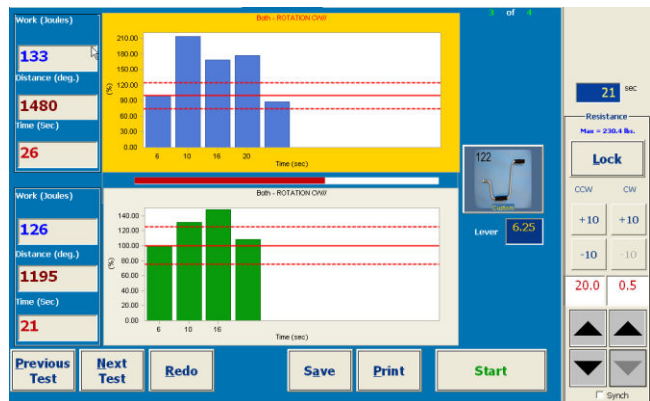 Work (Joules)
133
Distance (deg.)
1480
Time (Sec)
26
Both - ROTATION CW///
210.00
180.00
150.00
120.00
90.00
60.00
30.00
0.00
(%)
6 10 16 20
Time (sec)
3 of 4
21 sec
Resistance
Max = 230.4 lbs.
Lock
CCW CW
+10 +10
-10 -10
20.0 0.5
Synch
122
Custom
Lever 6.25
Work (Joules)
126
Distance (deg.)
1195
Time (Sec)
21
Both - ROTATION CW///
140.00
120.00
100.00
80.00
60.00
40.00
20.00
0.00
(%)
6 10 16
Time (sec)
Previous Test
Next Test
Redo
Save
Print
Start